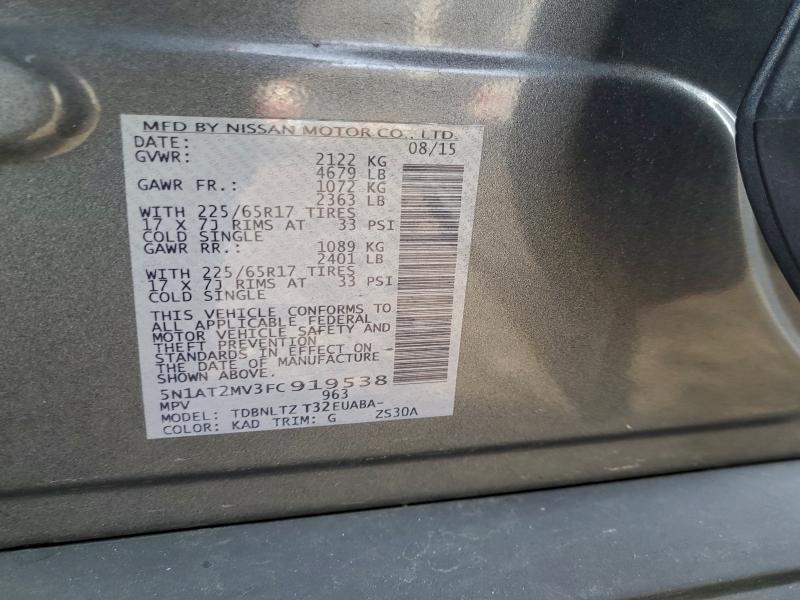 MFD BY NISSAN MOTOR CO., LTD.
DATE: 08/15
GVWR: 2122 KG
4679 LB
GAWR FR.: 1072 KG
2363 LB
WITH 225/65R17 TIRES
17 X 7J RIMS AT 33 PSI
COLD SINGLE
GAWR RR.: 1089 KG
2401 LB
WITH 225/65R17 TIRES
17 X 7J RIMS AT 33 PSI
COLD SINGLE
THIS VEHICLE CONFORMS TO
ALL APPLICABLE FEDERAL
MOTOR VEHICLE SAFETY AND
THEFT PREVENTION
STANDARDS IN EFFECT ON
THE DATE OF MANUFACTURE
SHOWN ABOVE.
5N1AT2MV3FC919538
MPV 963
MODEL: TDBNLTZ T32EUABA-
COLOR: KAD TRIM: G ZS30A